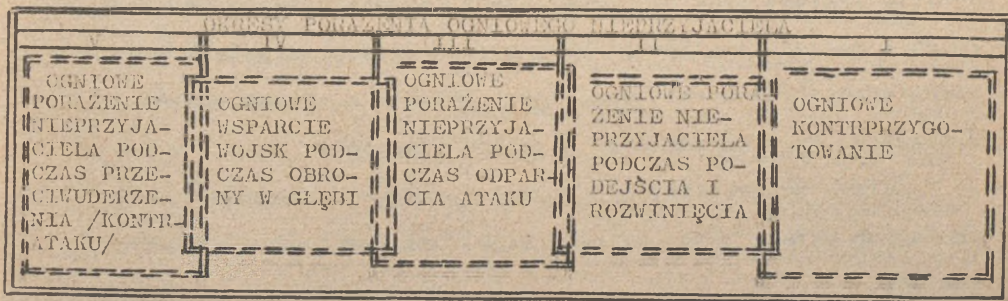 OKRESY PORAŻENIA OGNIOWEGO NIEPRZYJACIELA
V IV III II I
OGNIOWE
PORAŻENIE
NIEPRZYJA-
CIELA POD-
CZAS PRZE-
CIWUDERZE-
NIA /KONTR-
ATAKU/
OGNIOWE
WSPARCIE
WOJSK POD-
CZAS OBRO-
NY W GŁĘBI
OGNIOWE
PORAŻENIE
NIEPRZYJA-
CIELA POD-
CZAS ODPAR-
CIA ATAKU
OGNIOWE PORA
ŻENIE NIE-
PRZYJACIELA
PODCZAS PO-
DEJŚCIA I
ROZWINIĘCIA
OGNIOWE
KONTRPRZYGO-
TOWANIE